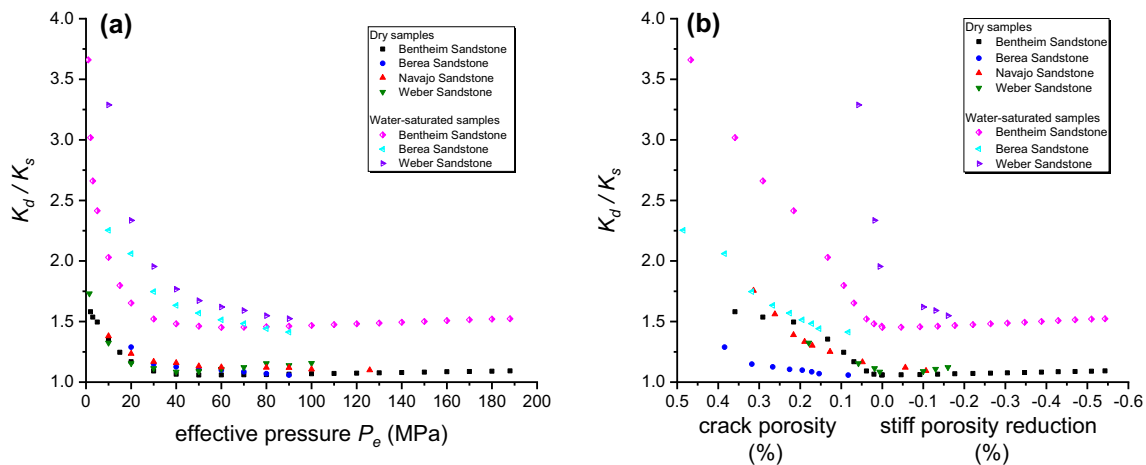 (a)
Dry samples
Bentheim Sandstone
Berea Sandstone
Navajo Sandstone
Weber Sandstone
Water-saturated samples
Bentheim Sandstone
Berea Sandstone
Weber Sandstone
4.0
3.5
3.0
2.5
2.0
1.5
1.0
K_d / K_s
0 20 40 60 80 100 120 140 160 180 200
effective pressure P_e (MPa)
(b)
Dry samples
Bentheim Sandstone
Berea Sandstone
Navajo Sandstone
Weber Sandstone
Water-saturated samples
Bentheim Sandstone
Berea Sandstone
Weber Sandstone
4.0
3.5
3.0
2.5
2.0
1.5
1.0
K_d / K_s
0.5 0.4 0.3 0.2 0.1 0.0 -0.1 -0.2 -0.3 -0.4 -0.5 -0.6
crack porosity stiff porosity reduction
(%) (%)